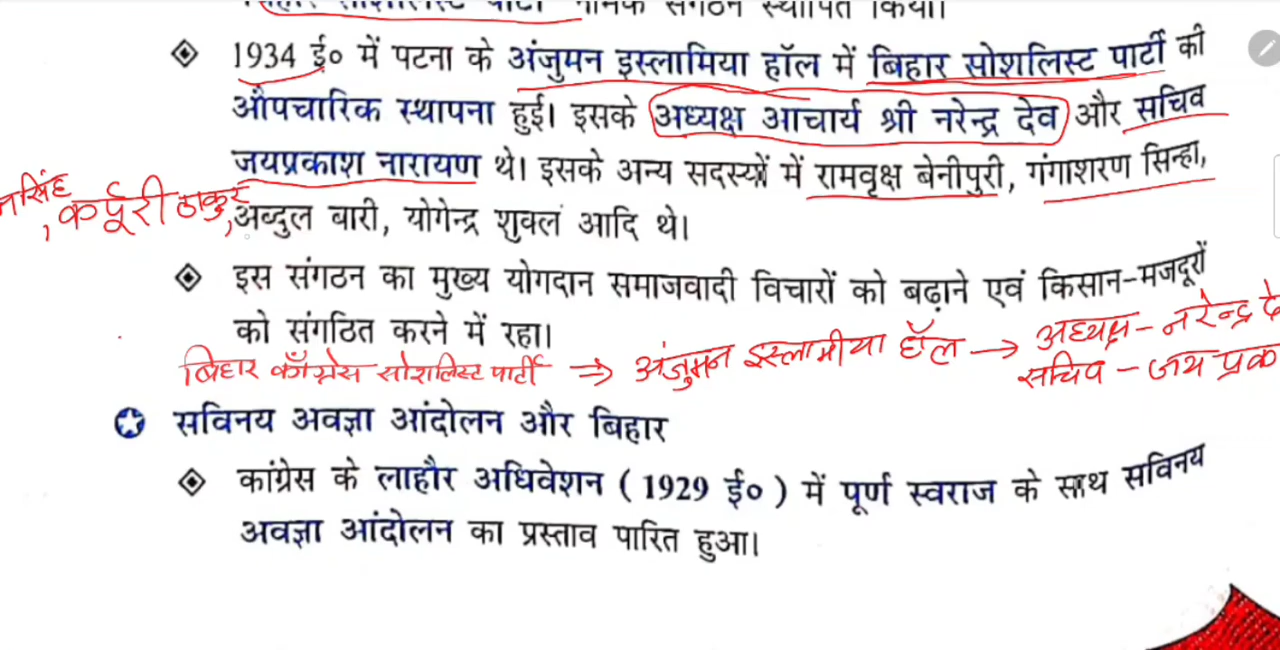 बिहार सोशलिस्ट पार्टी नामक संगठन स्थापित किया।
1934 ई० में पटना के अंजुमन इस्लामिया हॉल में बिहार सोशलिस्ट पार्टी की
औपचारिक स्थापना हुई। इसके अध्यक्ष आचार्य श्री नरेन्द्र देव और सचिव
जयप्रकाश नारायण थे। इसके अन्य सदस्यों में रामवृक्ष बेनीपुरी, गंगाशरण सिन्हा,
सिंह, कर्पूरी ठाकुर,
अब्दुल बारी, योगेन्द्र शुक्ल आदि थे।
इस संगठन का मुख्य योगदान समाजवादी विचारों को बढ़ाने एवं किसान-मजदूरों
को संगठित करने में रहा।
बिहार काँग्रेस सोशलिस्ट पार्टी ⇒ अंजुमन इस्लामीया हॉल → अध्यक्ष - नरेन्द्र दे
सचिव - जय प्रक
सविनय अवज्ञा आंदोलन और बिहार
कांग्रेस के लाहौर अधिवेशन ( 1929 ई० ) में पूर्ण स्वराज के साथ सविनय
अवज्ञा आंदोलन का प्रस्ताव पारित हुआ।